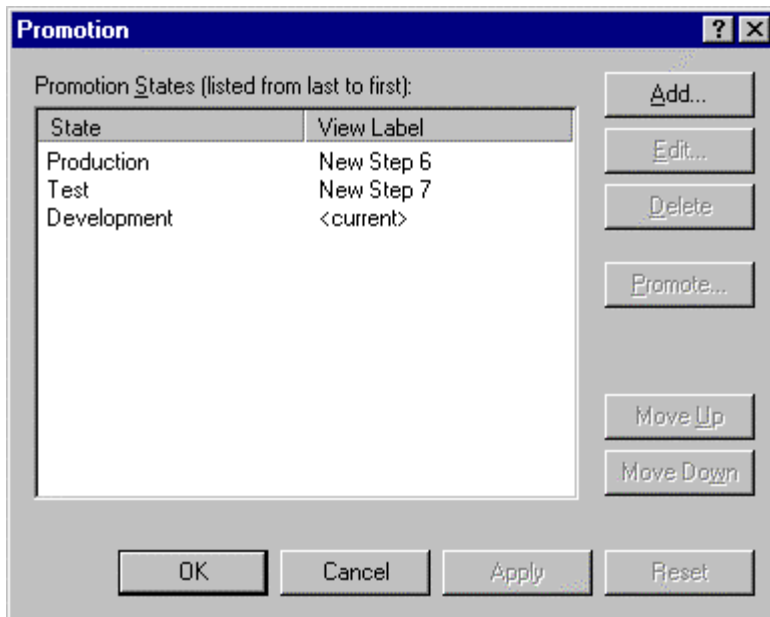 Promotion
Promotion States (listed from last to first):
State View Label
Production New Step 6
Test New Step 7
Development <current>
Add...
Edit...
Delete
Promote...
Move Up
Move Down
OK Cancel Apply Reset